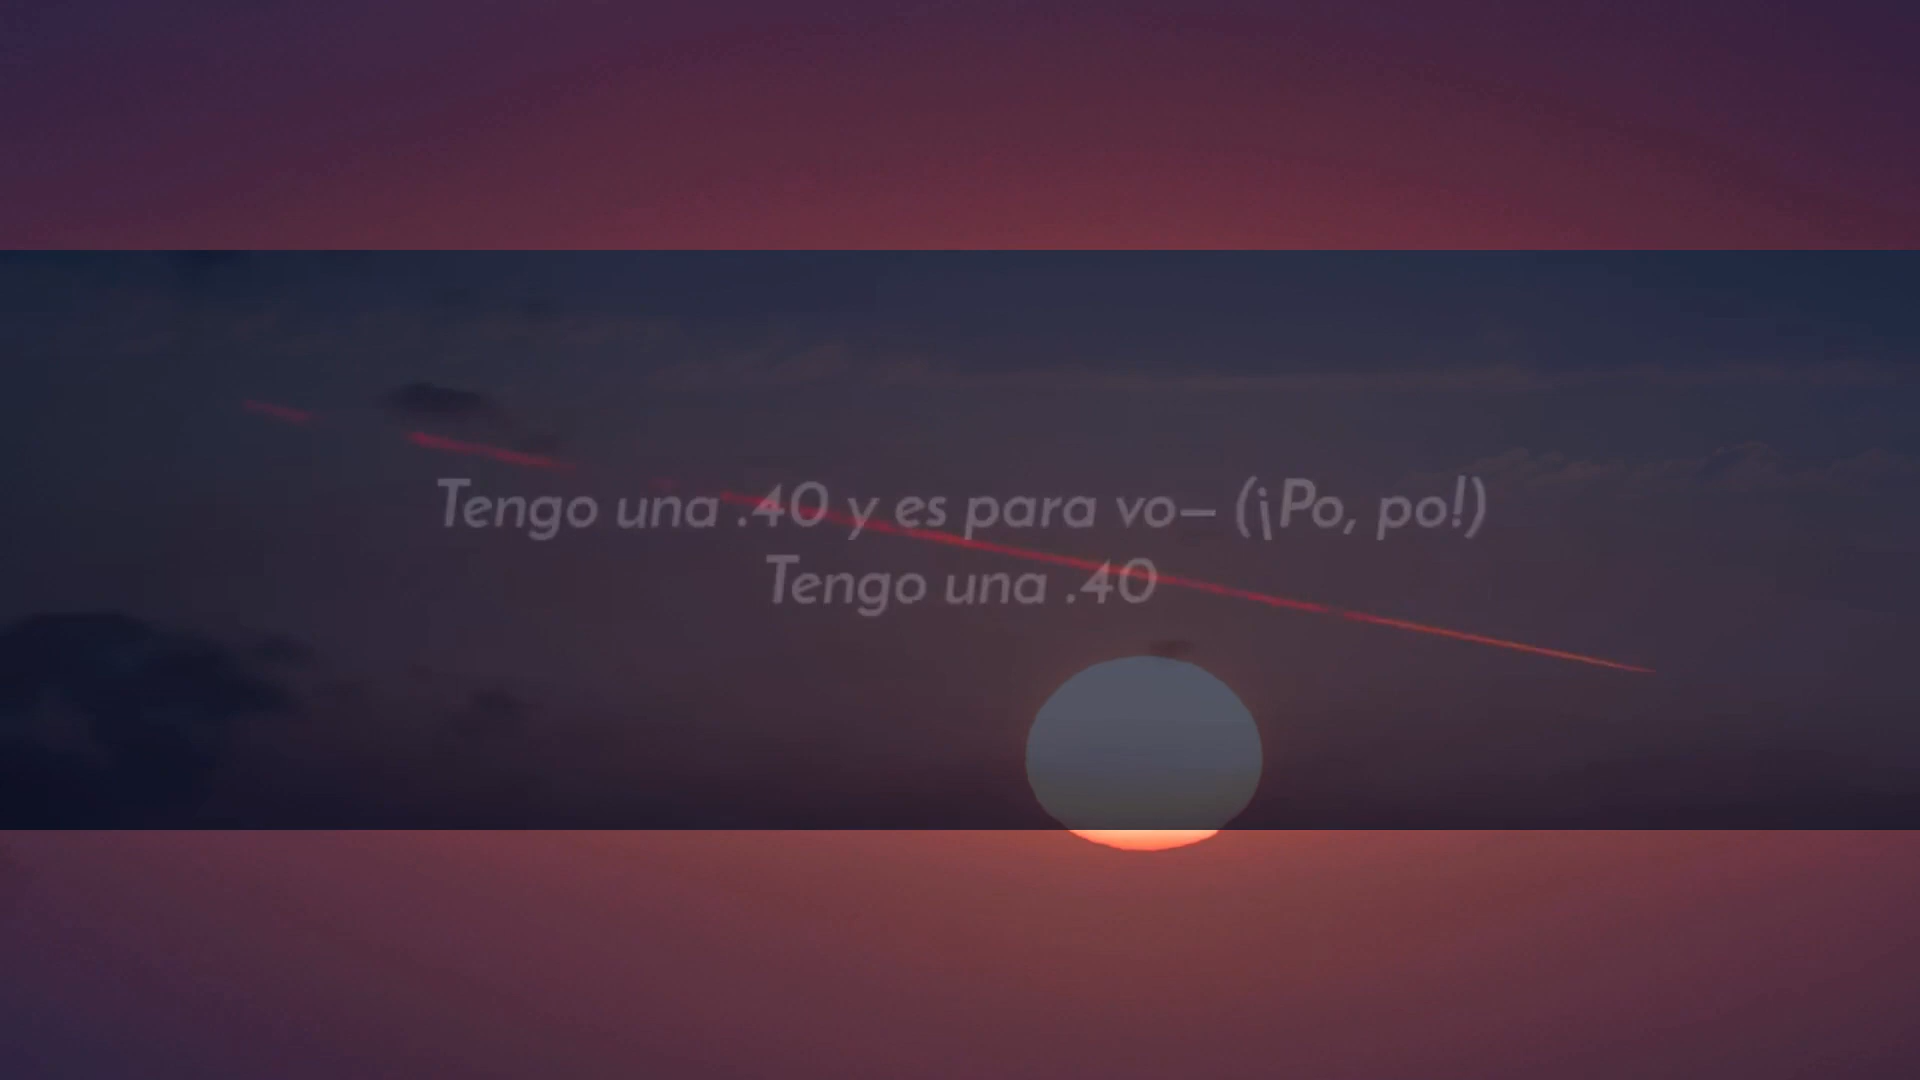 Tengo una .40 y es para vo– (¡Po, po!)
Tengo una .40